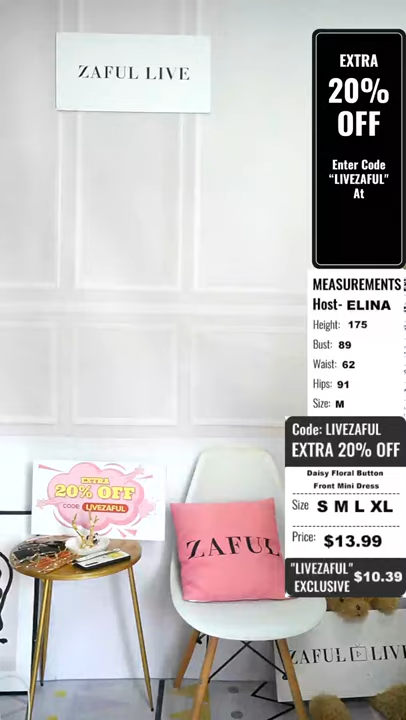 ZAFUL LIVE
EXTRA
20%
OFF
Enter Code
“LIVEZAFUL”
At
MEASUREMENTS
Host- ELINA
Height: 175
Bust: 89
Waist: 62
Hips: 91
Size: M
Code: LIVEZAFUL
EXTRA 20% OFF
Daisy Floral Button
Front Mini Dress
Size S M L XL
Price: $13.99
"LIVEZAFUL"
EXCLUSIVE $10.39
EXTRA
20% OFF
CODE: LIVEZAFUL
ZAFUL
ZAFUL LIVE